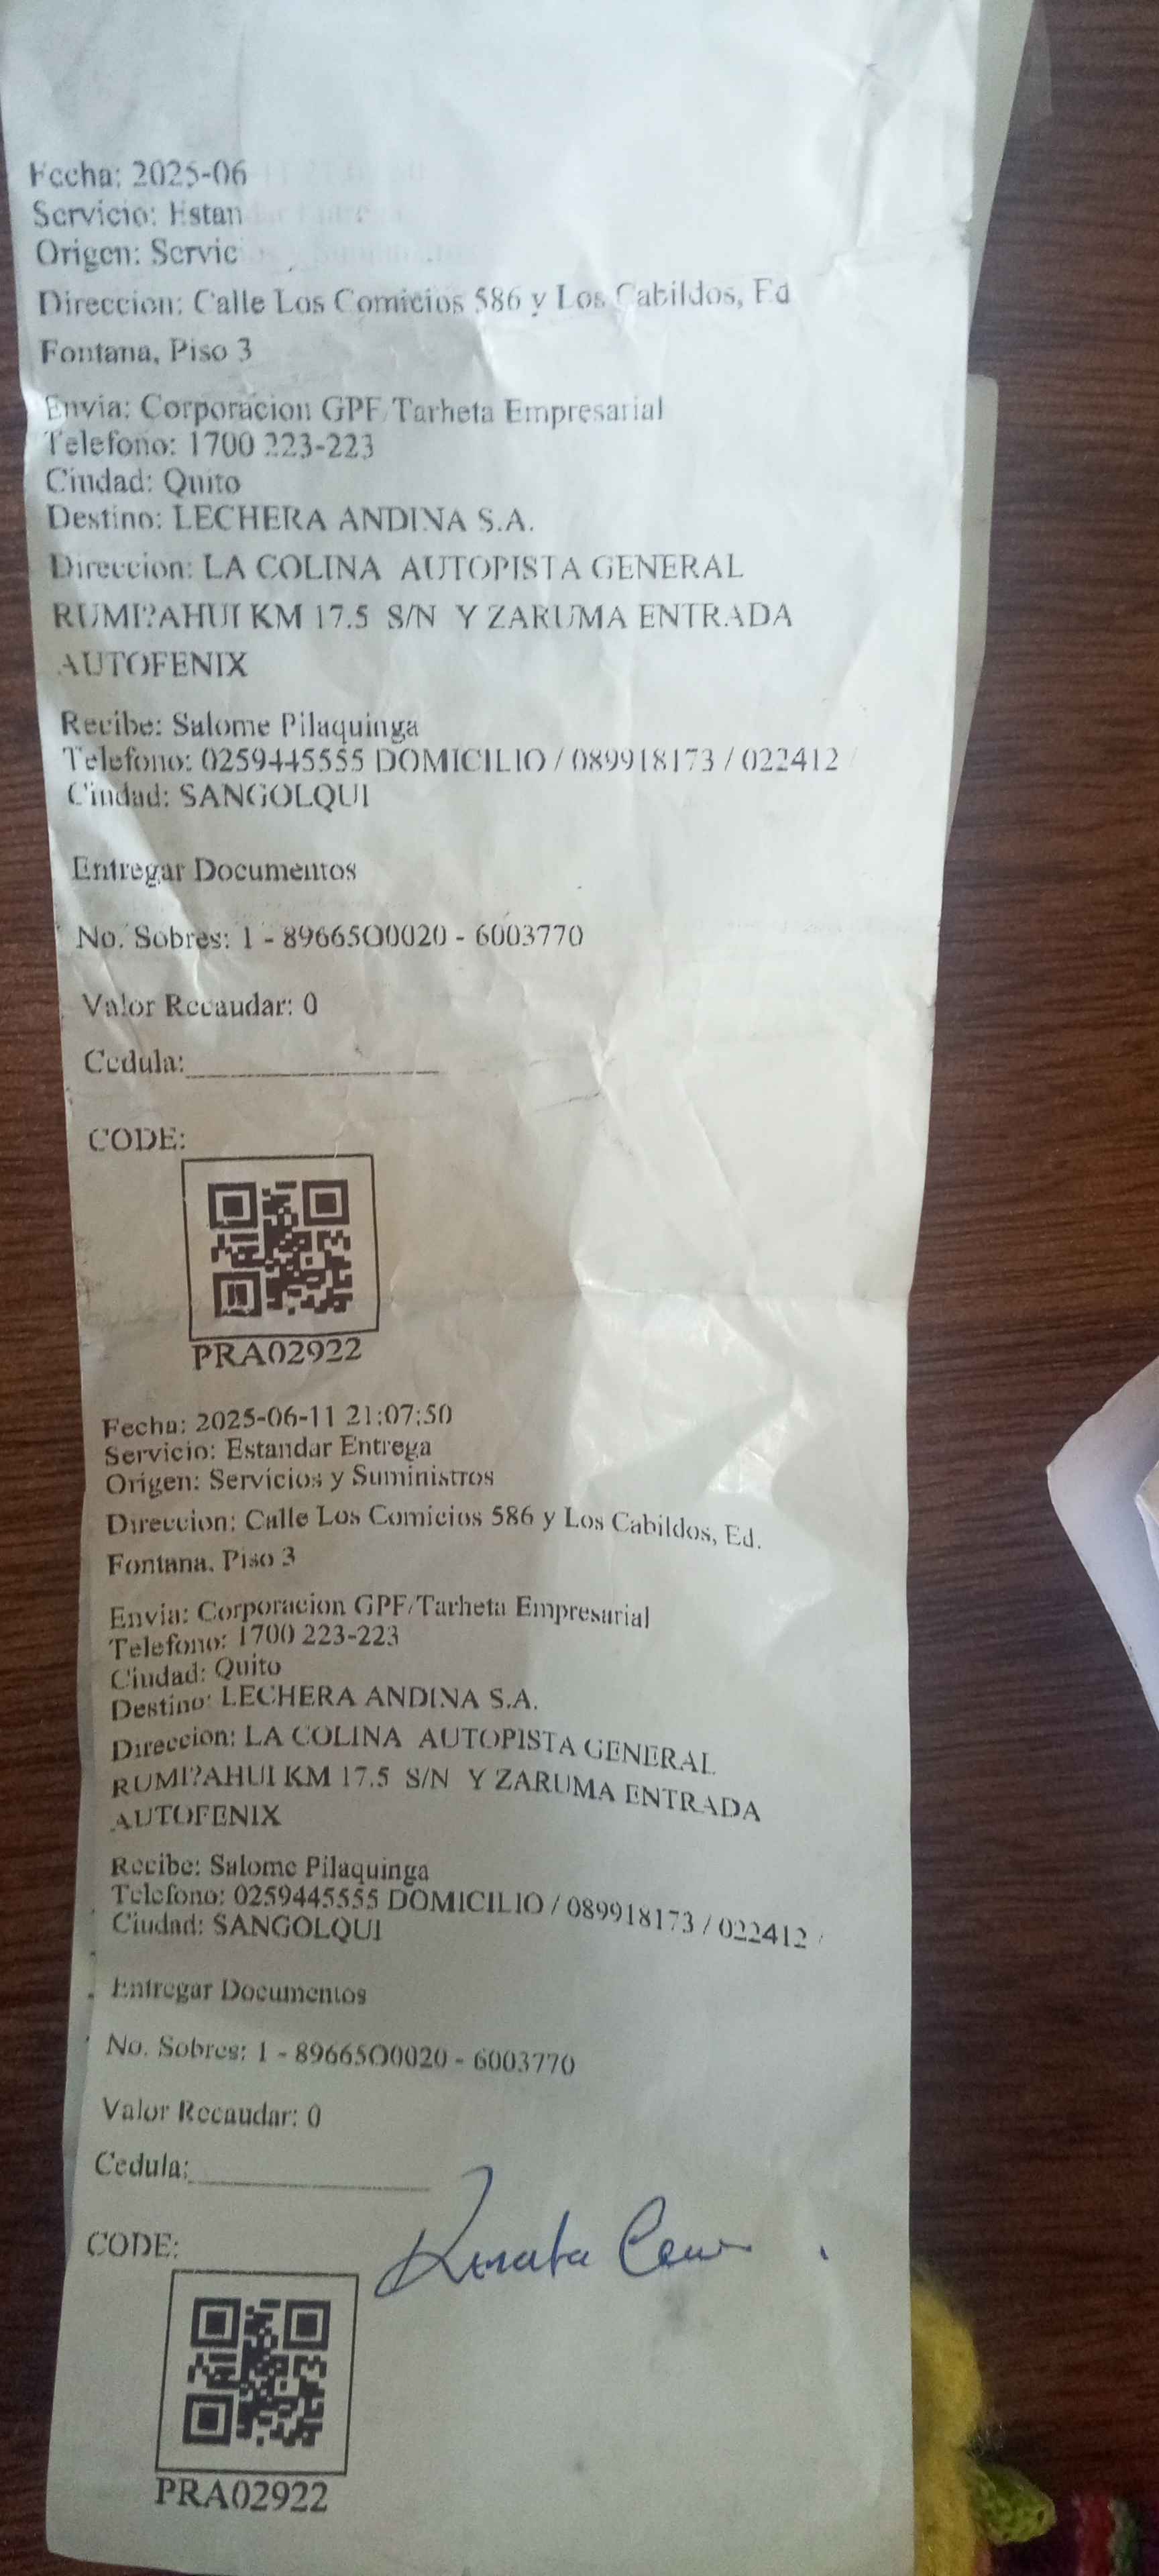 Fecha: 2025-06
Servicio: Estan
Origen: Servic
Direccion: Calle Los Comicios 586 y Los Cabildos, Ed
Fontana, Piso 3
Envia: Corporacion GPF/Tarheta Empresarial
Telefono: 1700 223-223
Ciudad: Quito
Destino: LECHERA ANDINA S.A.
Direccion: LA COLINA AUTOPISTA GENERAL
RUMI?AHUI KM 17.5 S/N Y ZARUMA ENTRADA
AUTOFENIX
Recibe: Salome Pilaquinga
Telefono: 0259445555 DOMICILIO / 089918173 / 022412 /
Ciudad: SANGOLQUI
Entregar Documentos
No. Sobres: 1 - 89665O0020 - 6003770
Valor Recaudar: 0
Cedula:
CODE:
PRA02922
Fecha: 2025-06-11 21:07:50
Servicio: Estandar Entrega
Origen: Servicios y Suministros
Direccion: Calle Los Comicios 586 y Los Cabildos, Ed.
Fontana, Piso 3
Envia: Corporacion GPF/Tarheta Empresarial
Telefono: 1700 223-223
Ciudad: Quito
Destino: LECHERA ANDINA S.A.
Direccion: LA COLINA AUTOPISTA GENERAL
RUMI?AHUI KM 17.5 S/N Y ZARUMA ENTRADA
AUTOFENIX
Recibe: Salome Pilaquinga
Telefono: 0259445555 DOMICILIO / 089918173 / 022412 /
Ciudad: SANGOLQUI
Entregar Documentos
No. Sobres: 1 - 89665O0020 - 6003770
Valor Recaudar: 0
Cedula:
Renata
CODE:
PRA02922